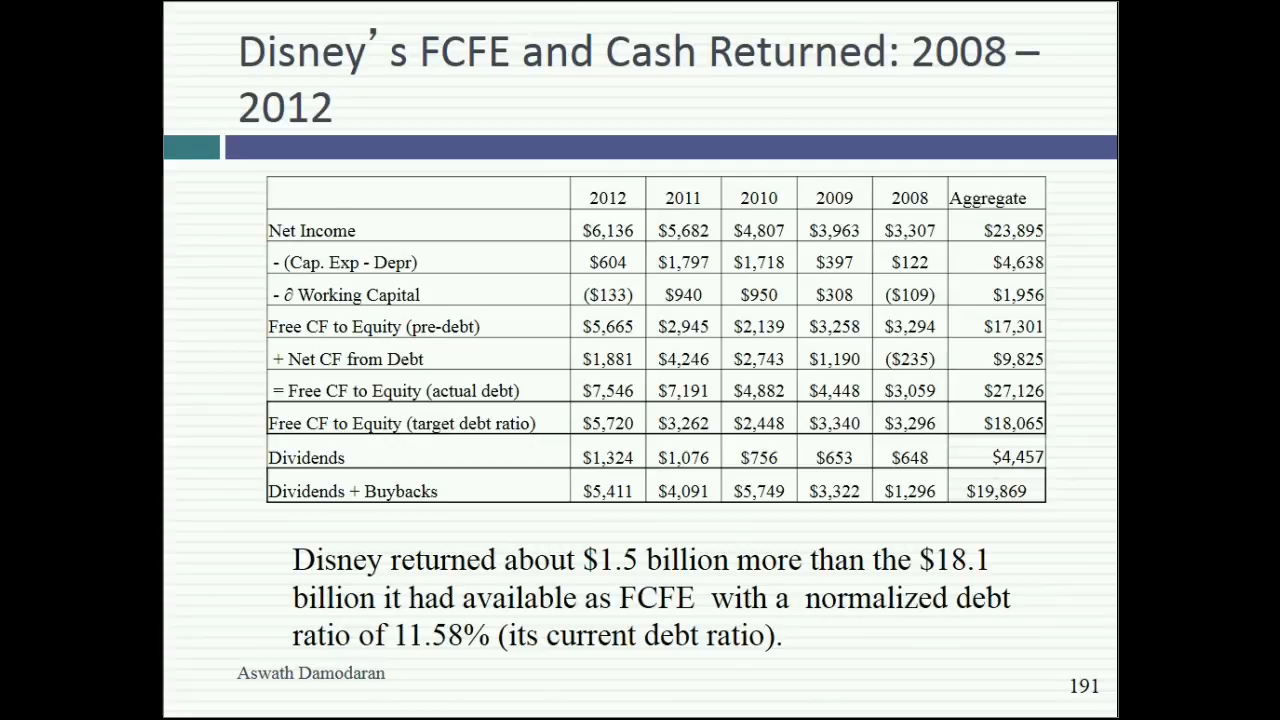 Disney’s FCFE and Cash Returned: 2008 –
2012
2012 2011 2010 2009 2008 Aggregate
Net Income $6,136 $5,682 $4,807 $3,963 $3,307 $23,895
- (Cap. Exp - Depr) $604 $1,797 $1,718 $397 $122 $4,638
- ∂ Working Capital ($133) $940 $950 $308 ($109) $1,956
Free CF to Equity (pre-debt) $5,665 $2,945 $2,139 $3,258 $3,294 $17,301
+ Net CF from Debt $1,881 $4,246 $2,743 $1,190 ($235) $9,825
= Free CF to Equity (actual debt) $7,546 $7,191 $4,882 $4,448 $3,059 $27,126
Free CF to Equity (target debt ratio) $5,720 $3,262 $2,448 $3,340 $3,296 $18,065
Dividends $1,324 $1,076 $756 $653 $648 $4,457
Dividends + Buybacks $5,411 $4,091 $5,749 $3,322 $1,296 $19,869
Disney returned about $1.5 billion more than the $18.1
billion it had available as FCFE with a normalized debt
ratio of 11.58% (its current debt ratio).
Aswath Damodaran
191